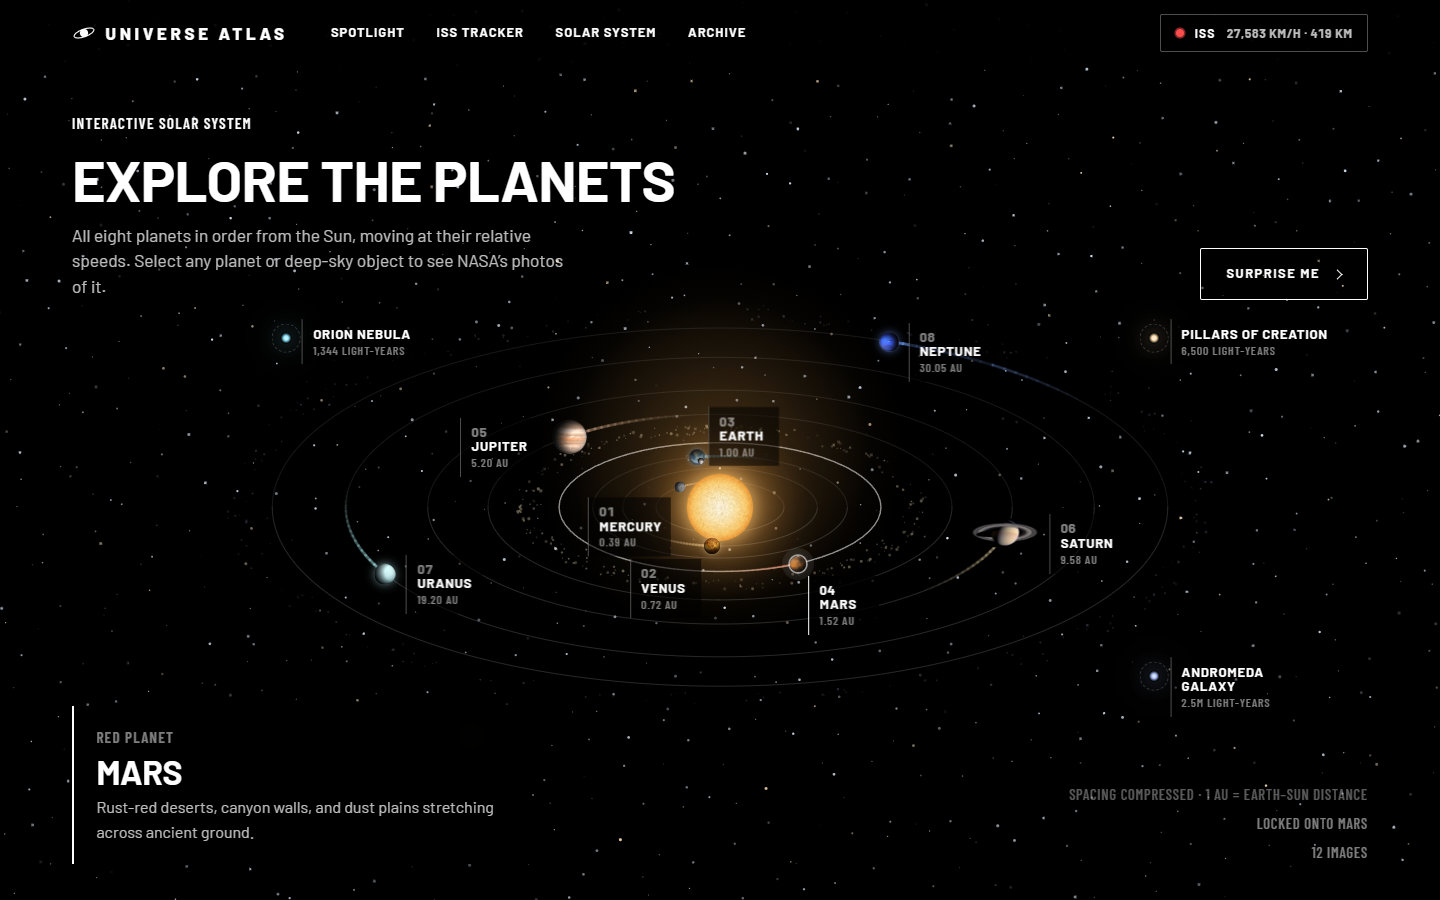 UNIVERSE ATLAS
SPOTLIGHT
ISS TRACKER
SOLAR SYSTEM
ARCHIVE
ISS 27,583 KM/H · 419 KM
INTERACTIVE SOLAR SYSTEM
EXPLORE THE PLANETS
All eight planets in order from the Sun, moving at their relative
speeds. Select any planet or deep-sky object to see NASA’s photos
of it.
SURPRISE ME
ORION NEBULA
1,344 LIGHT-YEARS
08
NEPTUNE
30.05 AU
PILLARS OF CREATION
6,500 LIGHT-YEARS
05
JUPITER
5.20 AU
03
EARTH
1.00 AU
01
MERCURY
0.39 AU
06
SATURN
9.58 AU
07
URANUS
19.20 AU
02
VENUS
0.72 AU
04
MARS
1.52 AU
ANDROMEDA
GALAXY
2.5M LIGHT-YEARS
RED PLANET
MARS
Rust-red deserts, canyon walls, and dust plains stretching
across ancient ground.
SPACING COMPRESSED · 1 AU = EARTH-SUN DISTANCE
LOCKED ONTO MARS
12 IMAGES